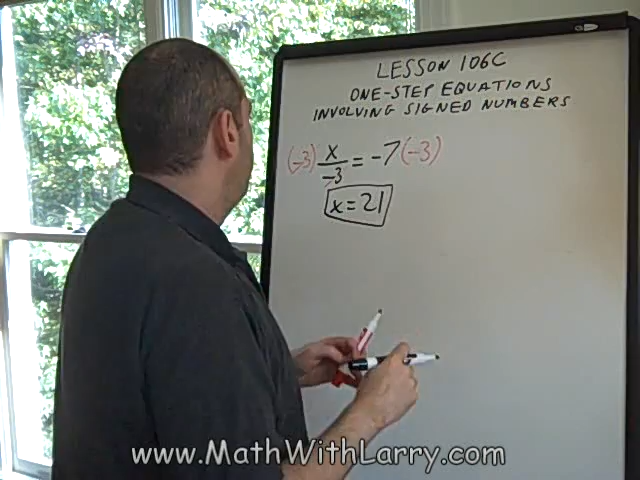 LESSON 106C
ONE-STEP EQUATIONS
INVOLVING SIGNED NUMBERS
(-3) x/-3 = -7(-3)
x=21
www.MathWithLarry.com